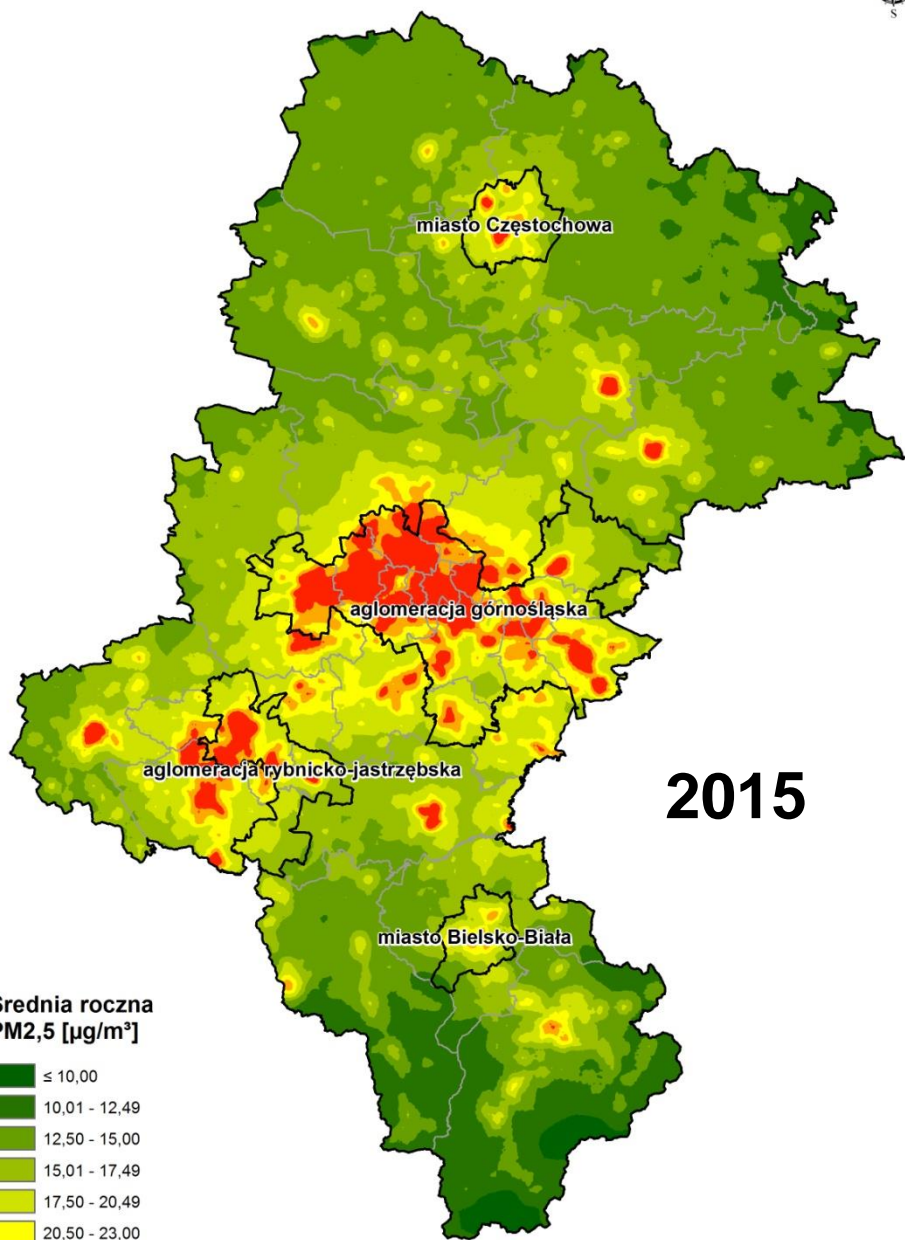 S
miasto Częstochowa
aglomeracja górnośląska
aglomeracja rybnicko-jastrzębska
2015
miasto Bielsko-Biała
Średnia roczna
PM2,5 [µg/m³]
≤ 10,00
10,01 - 12,49
12,50 - 15,00
15,01 - 17,49
17,50 - 20,49
20,50 - 23,00